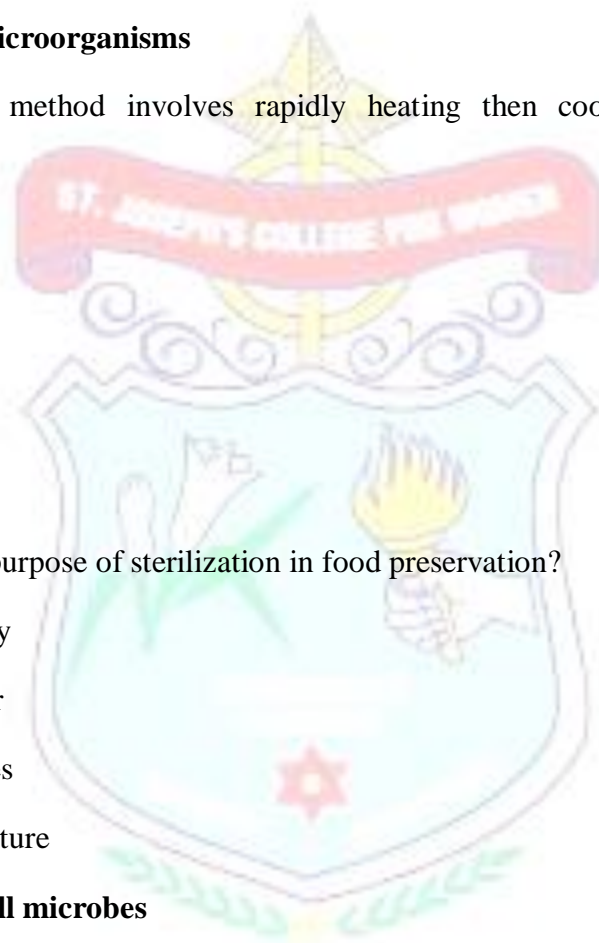 icroorganisms
method involves rapidly heating then coo
ST. JOSEPH'S COLLEGE FOR WOMEN
urpose of sterilization in food preservation?
y
r
s
ture
ll microbes